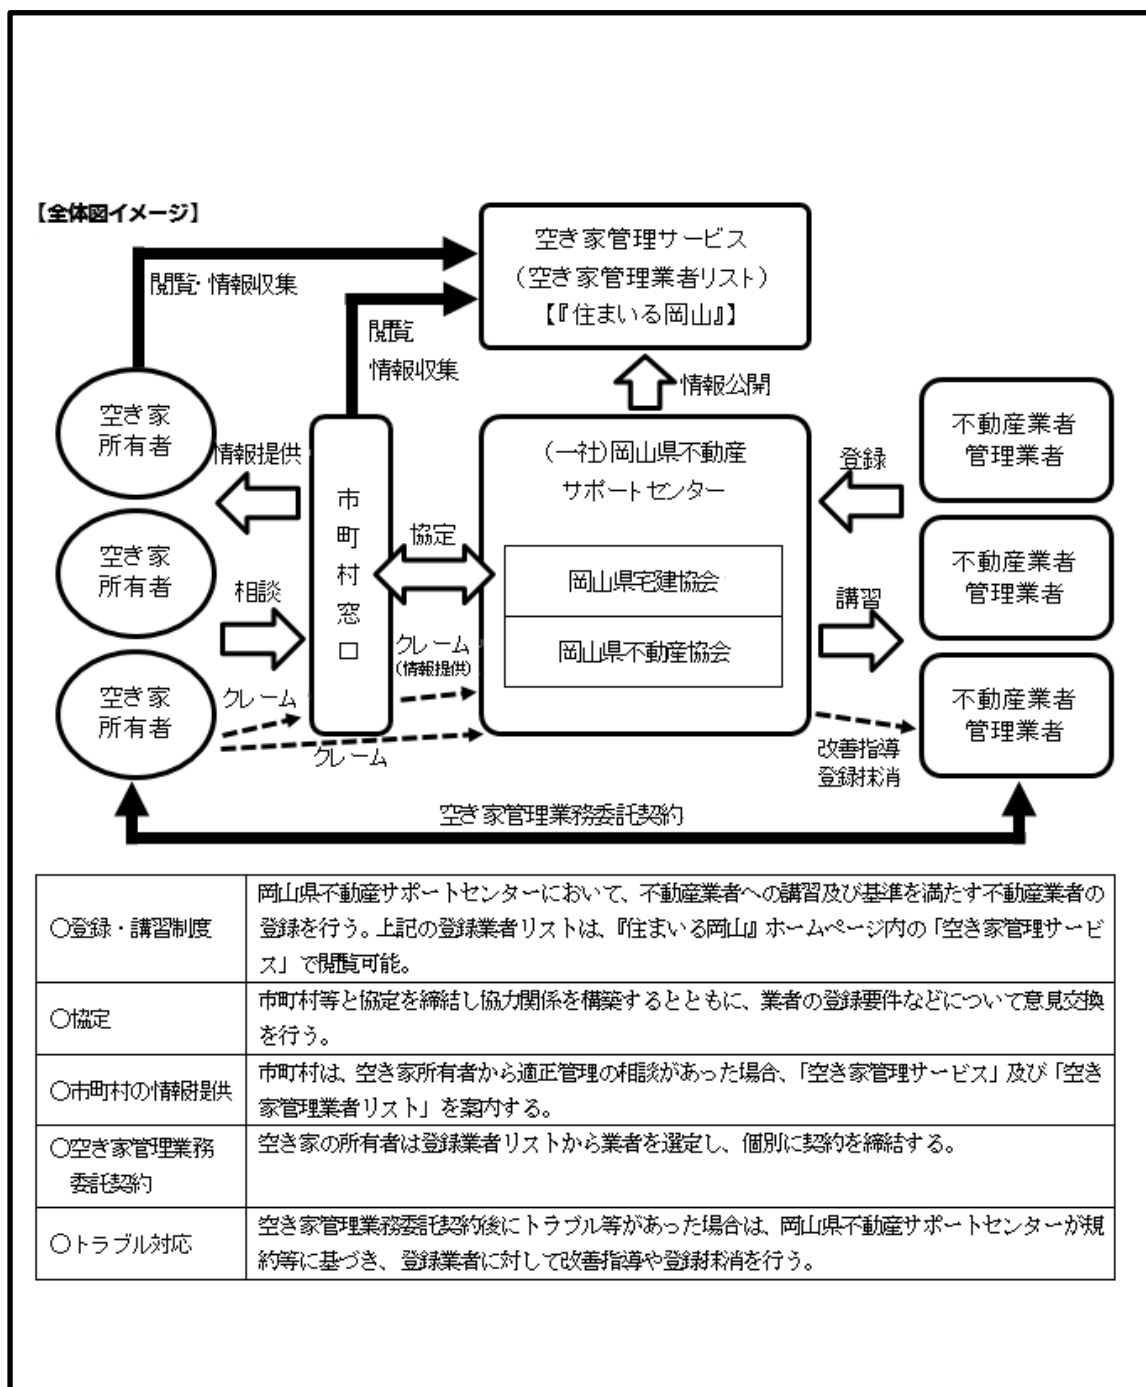 【全体図イメージ】
空き家管理サービス
（空き家管理業者リスト）
【『住まいる岡山』】
閲覧・情報収集
閲覧
情報収集
情報公開
空き家
所有者
空き家
所有者
空き家
所有者
情報提供
相談
クレーム
市
町
村
窓
口
協定
クレーム
（情報提供）
クレーム
（一社）岡山県不動産
サポートセンター
岡山県宅建協会
岡山県不動産協会
登録
講習
改善指導
登録抹消
不動産業者
管理業者
不動産業者
管理業者
不動産業者
管理業者
空き家管理業務委託契約
○登録・講習制度
岡山県不動産サポートセンターにおいて、不動産業者への講習及び基準を満たす不動産業者の
登録を行う。上記の登録業者リストは、『住まいる岡山』ホームページ内の「空き家管理サービ
ス」で閲覧可能。
○協定
市町村等と協定を締結し協力関係を構築するとともに、業者の登録要件などについて意見交換
を行う。
○市町村の情報提供
市町村は、空き家所有者から適正管理の相談があった場合、「空き家管理サービス」及び「空き
家管理業者リスト」を案内する。
○空き家管理業務
委託契約
空き家の所有者は登録業者リストから業者を選定し、個別に契約を締結する。
○トラブル対応
空き家管理業務委託契約後にトラブル等があった場合は、岡山県不動産サポートセンターが規
約等に基づき、登録業者に対して改善指導や登録抹消を行う。